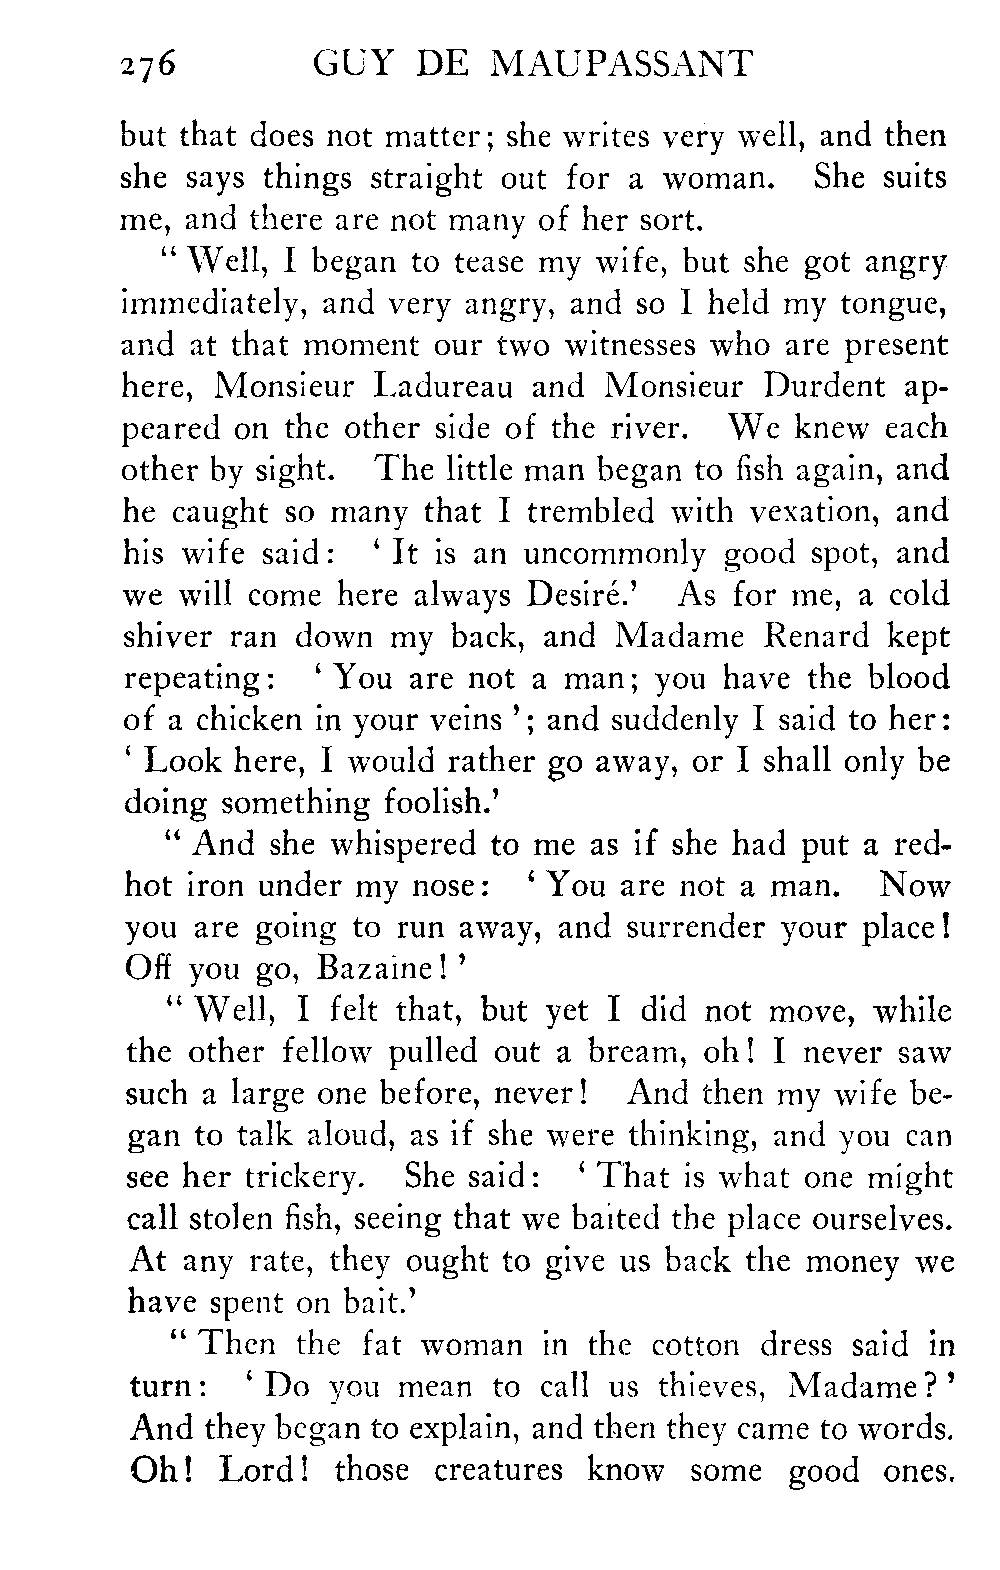 276 GUY DE MAUPASSANT
but that does not matter; she writes very well, and then
she says things straight out for a woman. She suits
me, and there are not many of her sort.
“ Well, I began to tease my wife, but she got angry
immediately, and very angry, and so I held my tongue,
and at that moment our two witnesses who are present
here, Monsieur Ladureau and Monsieur Durdent ap-
peared on the other side of the river. We knew each
other by sight. The little man began to fish again, and
he caught so many that I trembled with vexation, and
his wife said: ‘ It is an uncommonly good spot, and
we will come here always Desiré.’ As for me, a cold
shiver ran down my back, and Madame Renard kept
repeating: ‘ You are not a man; you have the blood
of a chicken in your veins ’; and suddenly I said to her:
‘ Look here, I would rather go away, or I shall only be
doing something foolish.’
“ And she whispered to me as if she had put a red-
hot iron under my nose: ‘ You are not a man. Now
you are going to run away, and surrender your place!
Off you go, Bazaine! ’
“ Well, I felt that, but yet I did not move, while
the other fellow pulled out a bream, oh! I never saw
such a large one before, never! And then my wife be-
gan to talk aloud, as if she were thinking, and you can
see her trickery. She said: ‘ That is what one might
call stolen fish, seeing that we baited the place ourselves.
At any rate, they ought to give us back the money we
have spent on bait.’
“ Then the fat woman in the cotton dress said in
turn: ‘ Do you mean to call us thieves, Madame? ’
And they began to explain, and then they came to words.
Oh! Lord! those creatures know some good ones.